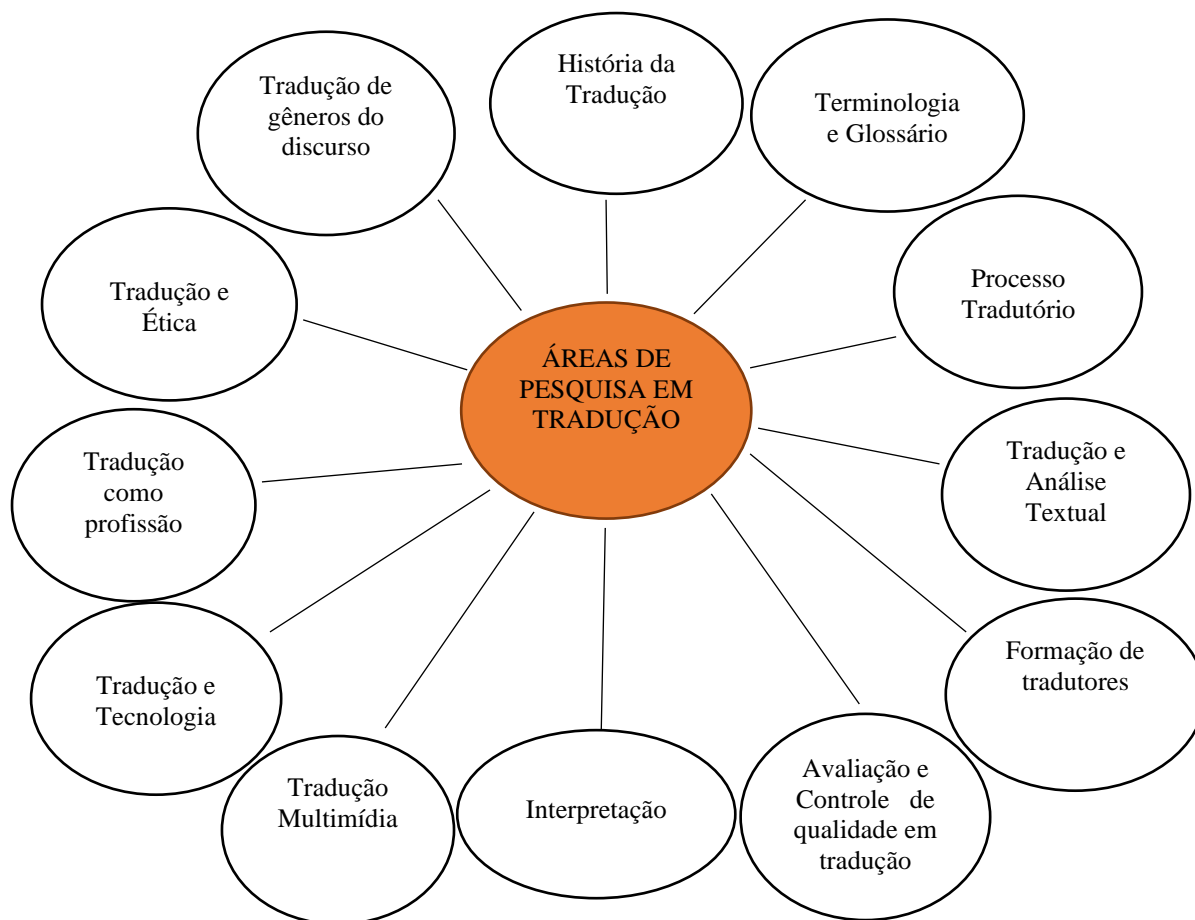 História da
Tradução
Terminologia
e Glossário
Processo
Tradutório
Tradução e
Análise
Textual
Formação de
tradutores
Avaliação e
Controle de
qualidade em
tradução
Interpretação
Tradução
Multimídia
Tradução e
Tecnologia
Tradução
como
profissão
Tradução e
Ética
Tradução de
gêneros do
discurso
ÁREAS DE
PESQUISA EM
TRADUÇÃO